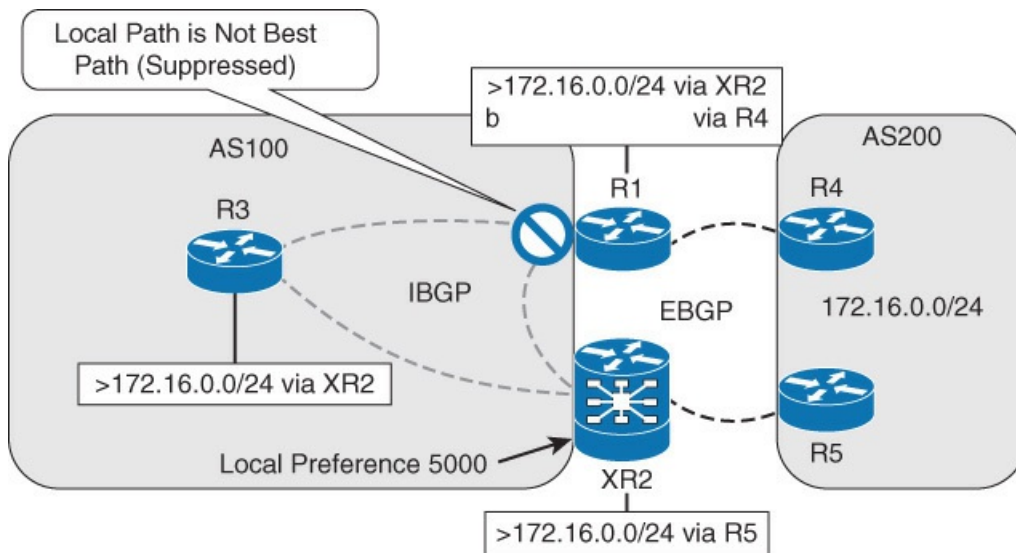 Local Path is Not Best
Path (Suppressed)
>172.16.0.0/24 via XR2
b via R4
AS100
AS200
R1
R4
R3
IBGP
EBGP
172.16.0.0/24
>172.16.0.0/24 via XR2
Local Preference 5000
R5
XR2
>172.16.0.0/24 via R5